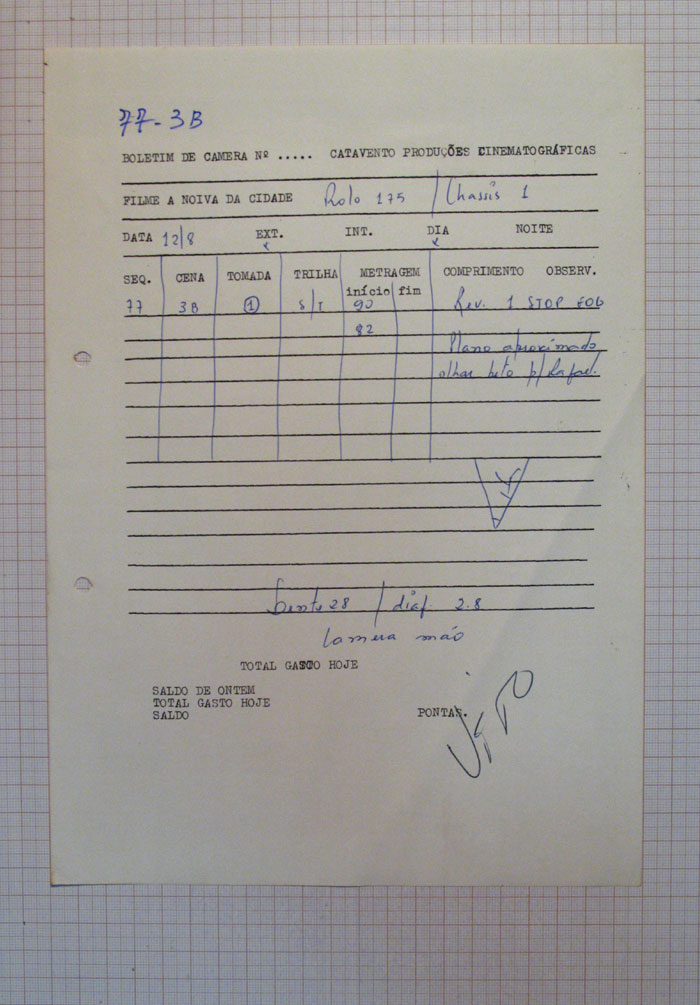 77-3B
BOLETIM DE CAMERA Nº ..... CATAVENTO PRODUÇÕES CINEMATOGRÁFICAS
FILME A NOIVA DA CIDADE Rolo 175 / Chassis 1
DATA 12/8 EXT. INT. DIA NOITE
x x
SEQ. CENA TOMADA TRILHA METRAGEM COMPRIMENTO OBSERV.
início fim
77 3B 1 S/T 90 Rev. 1 STOP
82
Plano aproximado
olhar beto p/ Rafael.
Lente 28 / diaf. 2.8
Camera mão
TOTAL GASTO HOJE
SALDO DE ONTEM
TOTAL GASTO HOJE
SALDO PONTAS.
VISTO